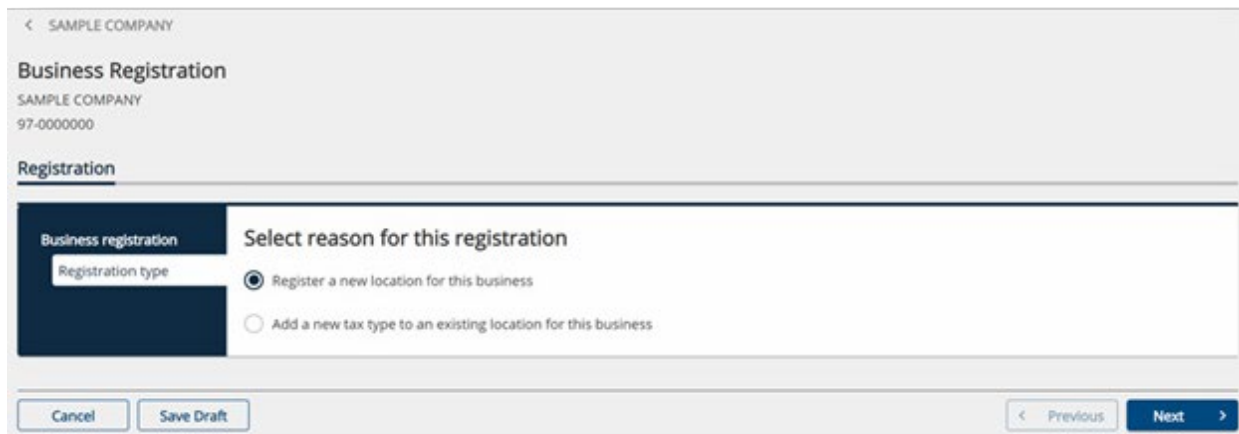 < SAMPLE COMPANY
Business Registration
SAMPLE COMPANY
97-0000000
Registration
Business registration
Registration type
Select reason for this registration
Register a new location for this business
Add a new tax type to an existing location for this business
Cancel
Save Draft
< Previous
Next >